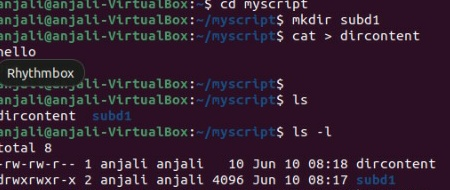 anjali@anjali-VirtualBox:~$ cd myscript
anjali@anjali-VirtualBox:~/myscript$ mkdir subd1
anjali@anjali-VirtualBox:~/myscript$ cat > dircontent
hello
Rhythmbox
anjali@anjali-VirtualBox:~/myscript$
anjali@anjali-VirtualBox:~/myscript$ ls
dircontent  subd1
anjali@anjali-VirtualBox:~/myscript$ ls -l
total 8
-rw-rw-r-- 1 anjali anjali   10 Jun 10 08:18 dircontent
drwxrwxr-x 2 anjali anjali 4096 Jun 10 08:17 subd1